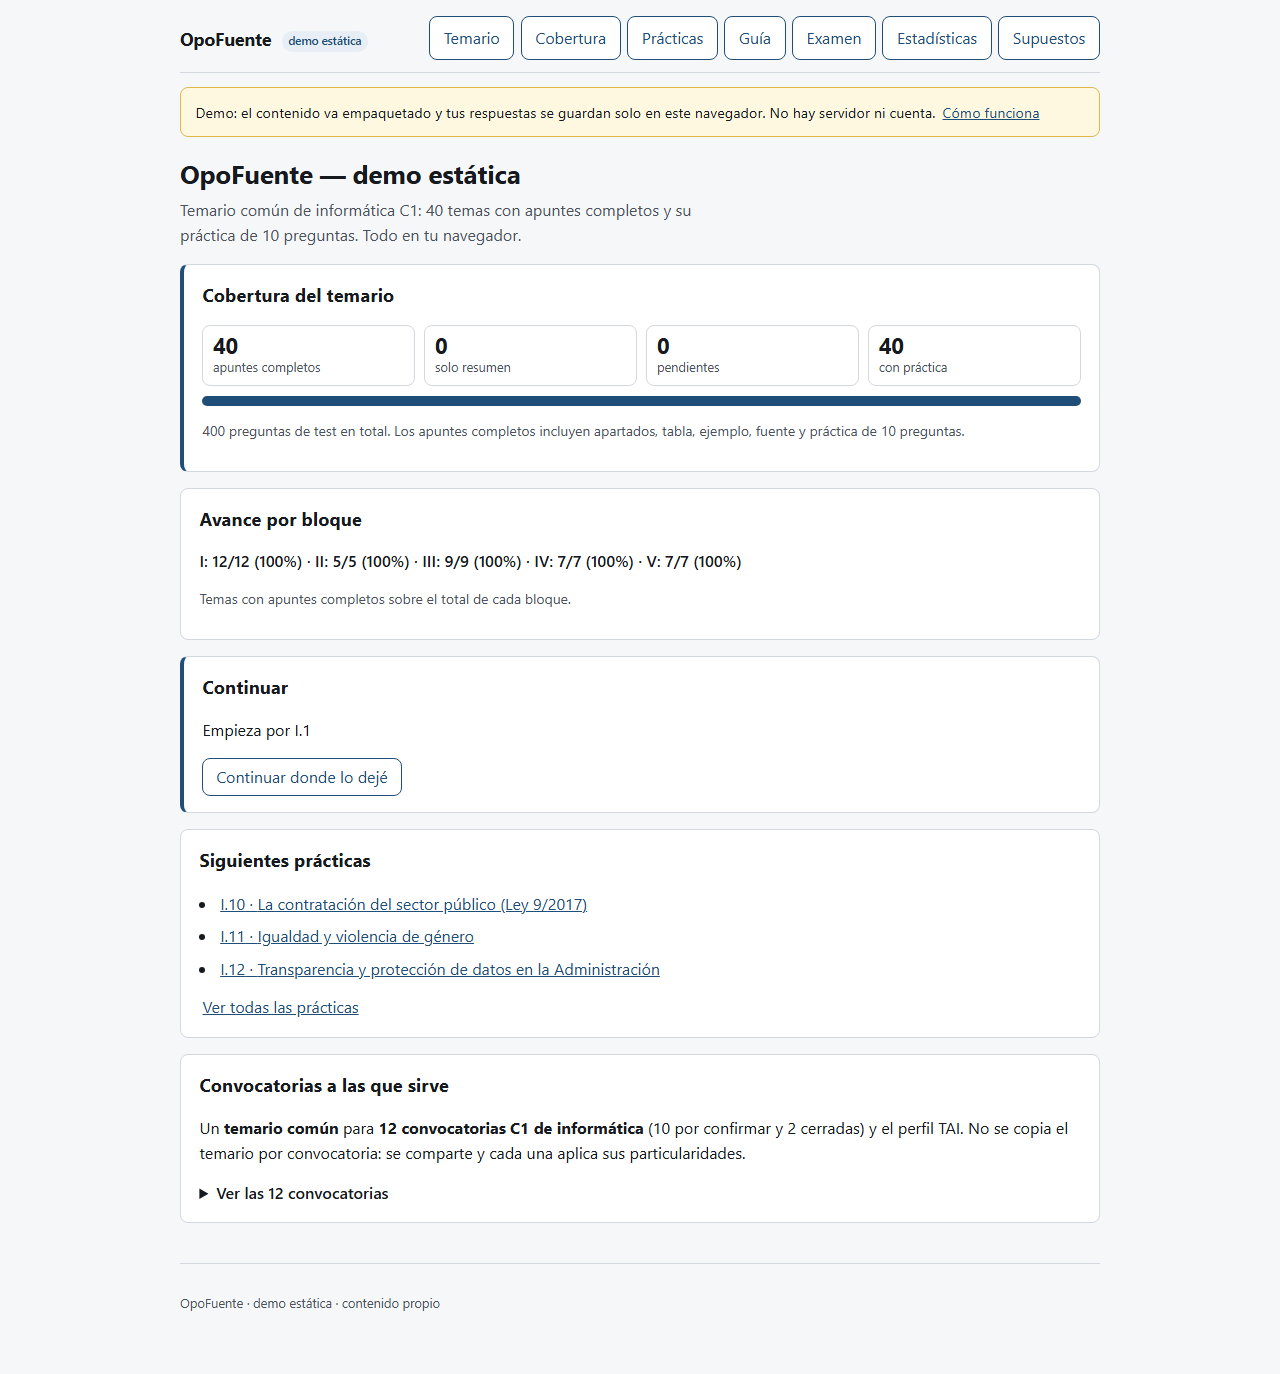 OpoFuente demo estática Temario Cobertura Prácticas Guía Examen Estadísticas Supuestos
Demo: el contenido va empaquetado y tus respuestas se guardan solo en este navegador. No hay servidor ni cuenta. Cómo funciona
OpoFuente — demo estática
Temario común de informática C1: 40 temas con apuntes completos y su
práctica de 10 preguntas. Todo en tu navegador.
Cobertura del temario
40 0 0 40
apuntes completos solo resumen pendientes con práctica
400 preguntas de test en total. Los apuntes completos incluyen apartados, tabla, ejemplo, fuente y práctica de 10 preguntas.
Avance por bloque
I: 12/12 (100%) · II: 5/5 (100%) · III: 9/9 (100%) · IV: 7/7 (100%) · V: 7/7 (100%)
Temas con apuntes completos sobre el total de cada bloque.
Continuar
Empieza por I.1
Continuar donde lo dejé
Siguientes prácticas
• I.10 · La contratación del sector público (Ley 9/2017)
• I.11 · Igualdad y violencia de género
• I.12 · Transparencia y protección de datos en la Administración
Ver todas las prácticas
Convocatorias a las que sirve
Un temario común para 12 convocatorias C1 de informática (10 por confirmar y 2 cerradas) y el perfil TAI. No se copia el
temario por convocatoria: se comparte y cada una aplica sus particularidades.
▶ Ver las 12 convocatorias
OpoFuente · demo estática · contenido propio